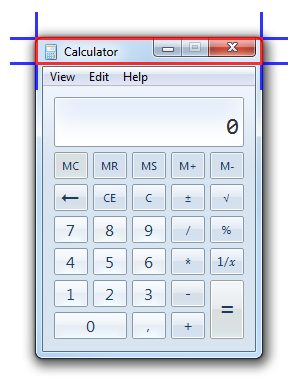 Calculator
View Edit Help
0
MC MR MS M+ M-
← CE C ± √
7 8 9 / %
4 5 6 * 1/x
1 2 3 - =
0 , +